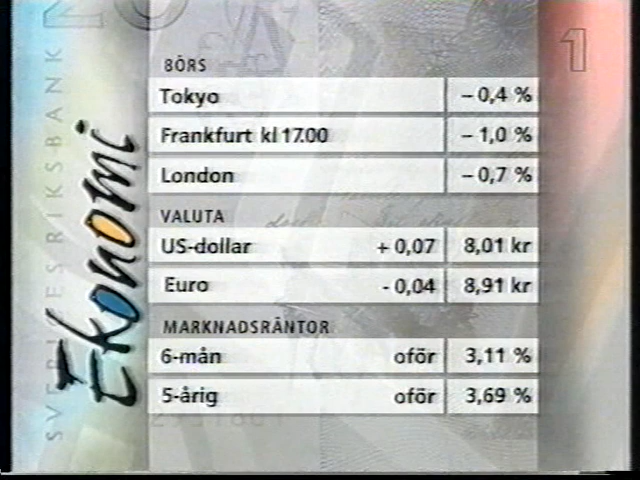 SVERIGES RIKSBANK
20
1
Ekonomi
BÖRS
Tokyo – 0,4 %
Frankfurt kl 17.00 – 1,0 %
London – 0,7 %
VALUTA
US-dollar + 0,07 8,01 kr
Euro - 0,04 8,91 kr
MARKNADSRÄNTOR
6-mån oför 3,11 %
5-årig oför 3,69 %